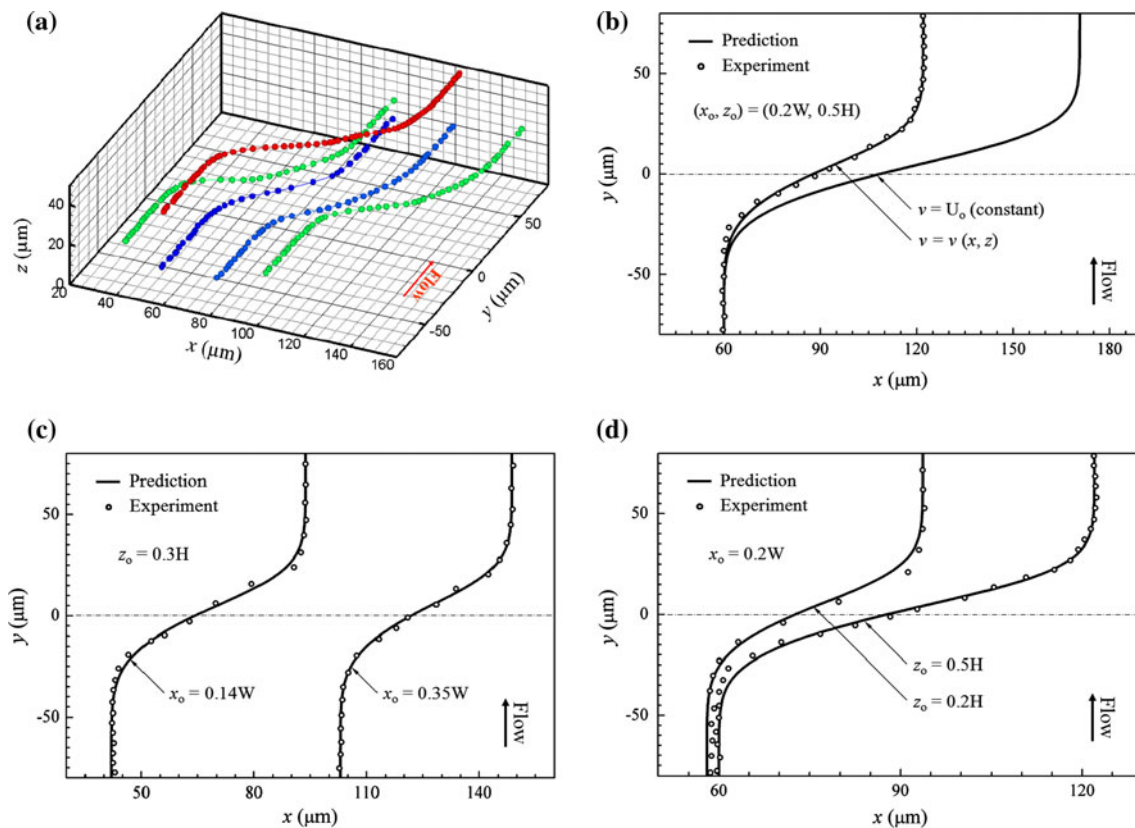 (a)
40
20
0
z (μm)
20
40
60
80
100
120
140
160
x (μm)
-50
0
50
y (μm)
Flow
(b)
Prediction
Experiment
(xo, zo) = (0.2W, 0.5H)
v = Uo (constant)
v = v (x, z)
Flow
50
0
-50
y (μm)
60
90
120
150
180
x (μm)
(c)
Prediction
Experiment
zo = 0.3H
xo = 0.14W
xo = 0.35W
Flow
50
0
-50
y (μm)
50
80
110
140
x (μm)
(d)
Prediction
Experiment
xo = 0.2W
zo = 0.5H
zo = 0.2H
Flow
50
0
-50
y (μm)
60
90
120
x (μm)